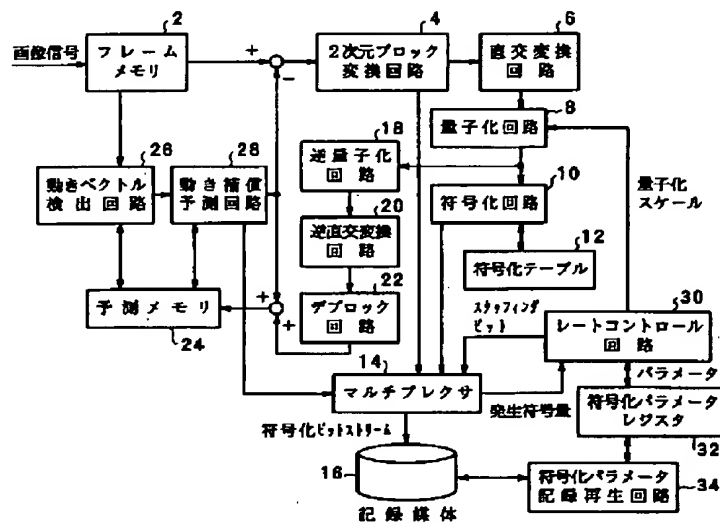 2
4
6
画像信号
フレーム
メモリ
+
−
2次元ブロック
変換回路
直交変換
回路
8
量子化回路
26
28
18
動きベクトル
検出回路
動き補償
予測回路
逆量子化
回路
10
符号化回路
量子化
スケール
20
逆直交変換
回路
12
符号化テーブル
22
予測メモリ
24
+
+
デブロック
回路
スタッフィング
ビット
30
レートコントロール
回路
14
マルチプレクサ
発生符号量
パラメータ
符号化パラメータ
レジスタ
32
符号化ビットストリーム
16
記録媒体
符号化パラメータ
記録再生回路
34